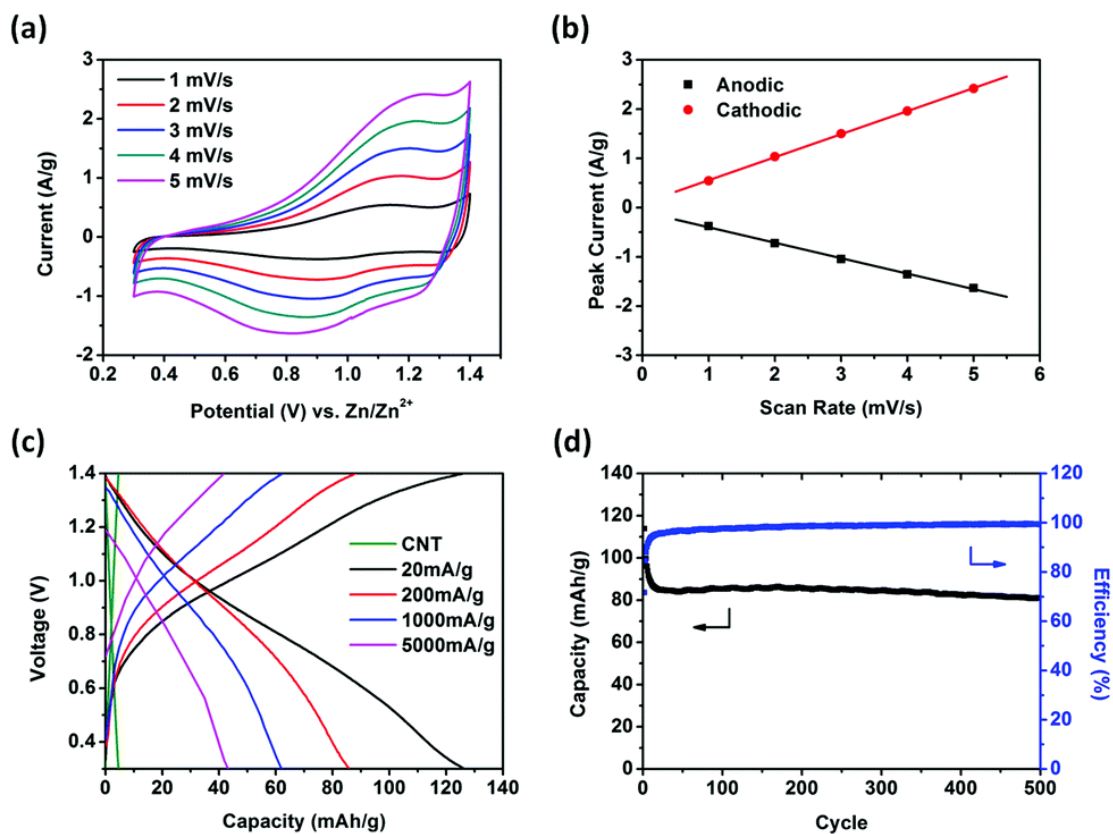 (a)
3
2
1
0
-1
-2
0.2 0.4 0.6 0.8 1.0 1.2 1.4
Current (A/g)
Potential (V) vs. Zn/Zn²⁺
1 mV/s
2 mV/s
3 mV/s
4 mV/s
5 mV/s
(b)
3
2
1
0
-1
-2
-3
0 1 2 3 4 5 6
Peak Current (A/g)
Scan Rate (mV/s)
Anodic
Cathodic
(c)
1.4
1.2
1.0
0.8
0.6
0.4
0 20 40 60 80 100 120 140
Voltage (V)
Capacity (mAh/g)
CNT
20mA/g
200mA/g
1000mA/g
5000mA/g
(d)
140
120
100
80
60
40
20
0
0 100 200 300 400 500
Capacity (mAh/g)
Cycle
120
100
80
60
40
20
0
Efficiency (%)